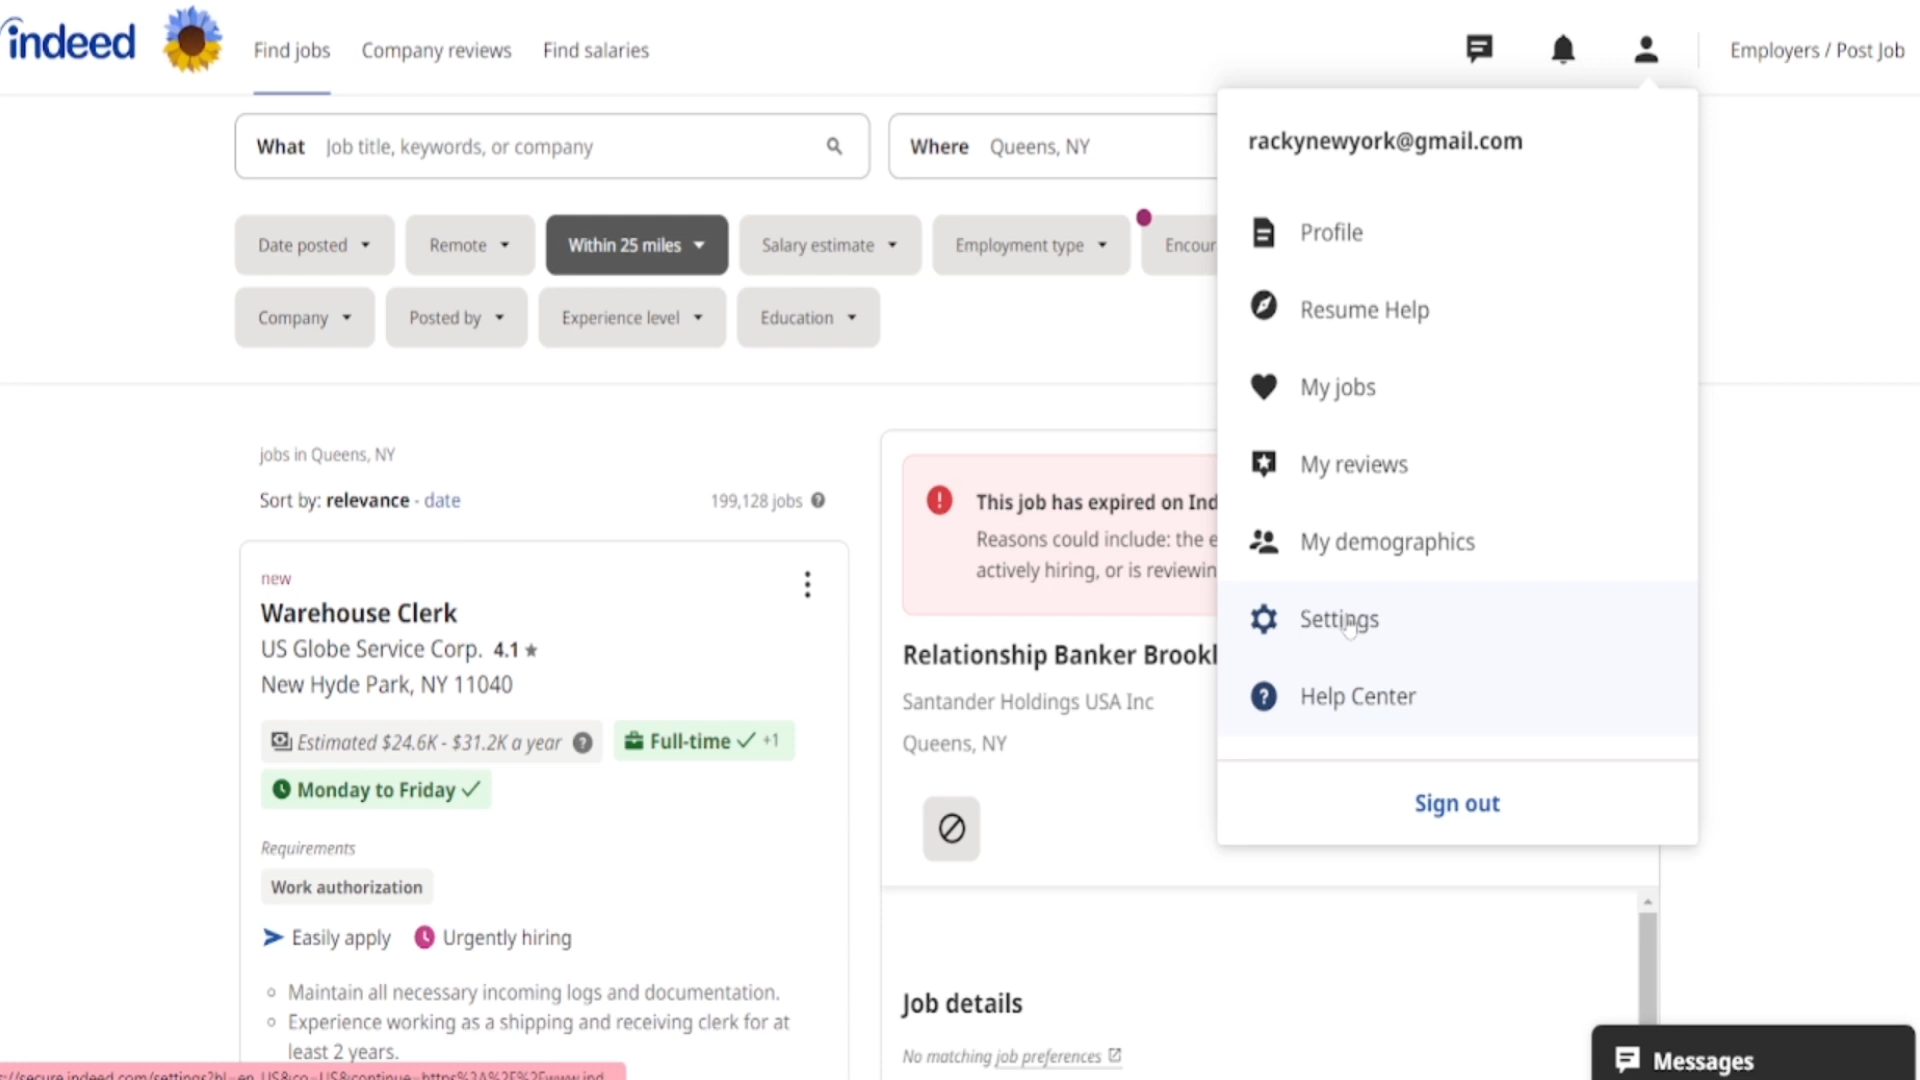 indeed
Find jobs
Company reviews
Find salaries
Employers / Post Job
What Job title, keywords, or company
Where Queens, NY
Date posted
Remote
Within 25 miles
Salary estimate
Employment type
Encour
Company
Posted by
Experience level
Education
rackynewyork@gmail.com
Profile
Resume Help
My jobs
My reviews
My demographics
Settings
Help Center
Sign out
jobs in Queens, NY
Sort by: relevance - date
199,128 jobs
new
Warehouse Clerk
US Globe Service Corp. 4.1
New Hyde Park, NY 11040
Estimated $24.6K - $31.2K a year
Full-time +1
Monday to Friday
Requirements
Work authorization
Easily apply
Urgently hiring
Maintain all necessary incoming logs and documentation.
Experience working as a shipping and receiving clerk for at
least 2 years.
This job has expired on Ind
Reasons could include: the e
actively hiring, or is reviewin
Relationship Banker Brookl
Santander Holdings USA Inc
Queens, NY
Job details
No matching job preferences
Messages